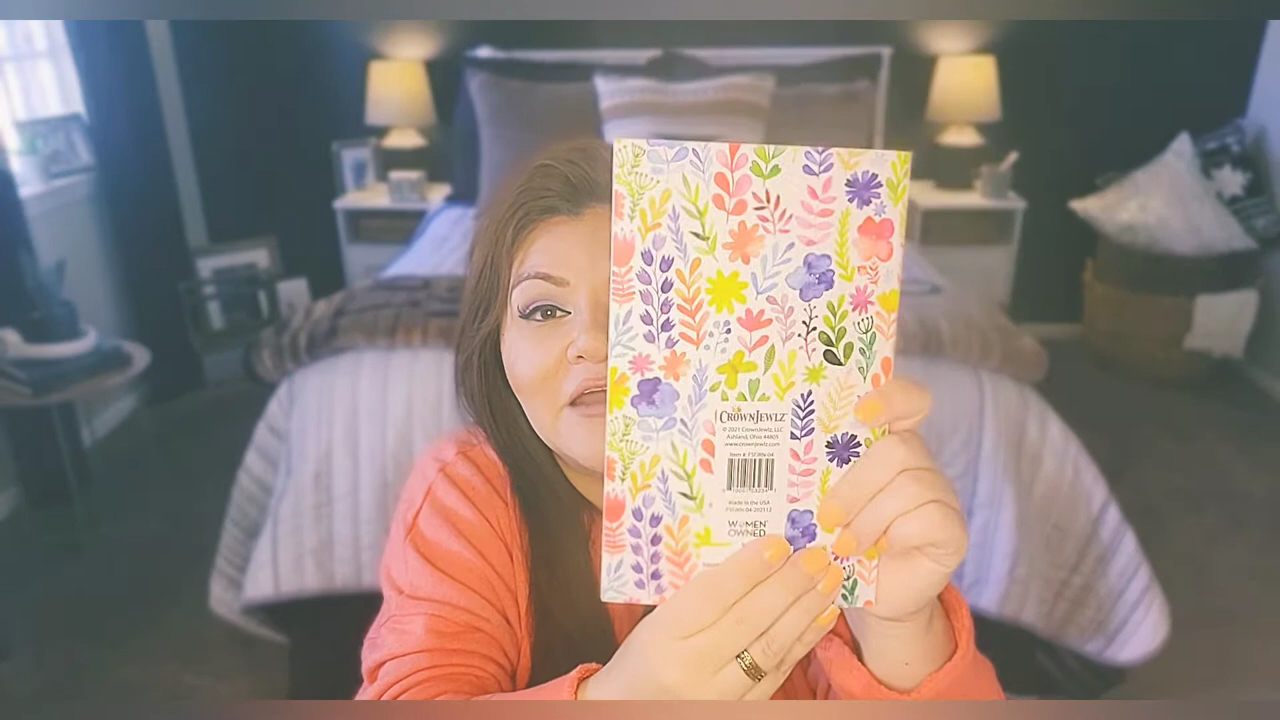 CROWNJEWLZ
© 2021 CrownJewlz, LLC
Ashland, Ohio 44805
www.crownjewlz.com
Made in the USA
WOMEN
OWNED